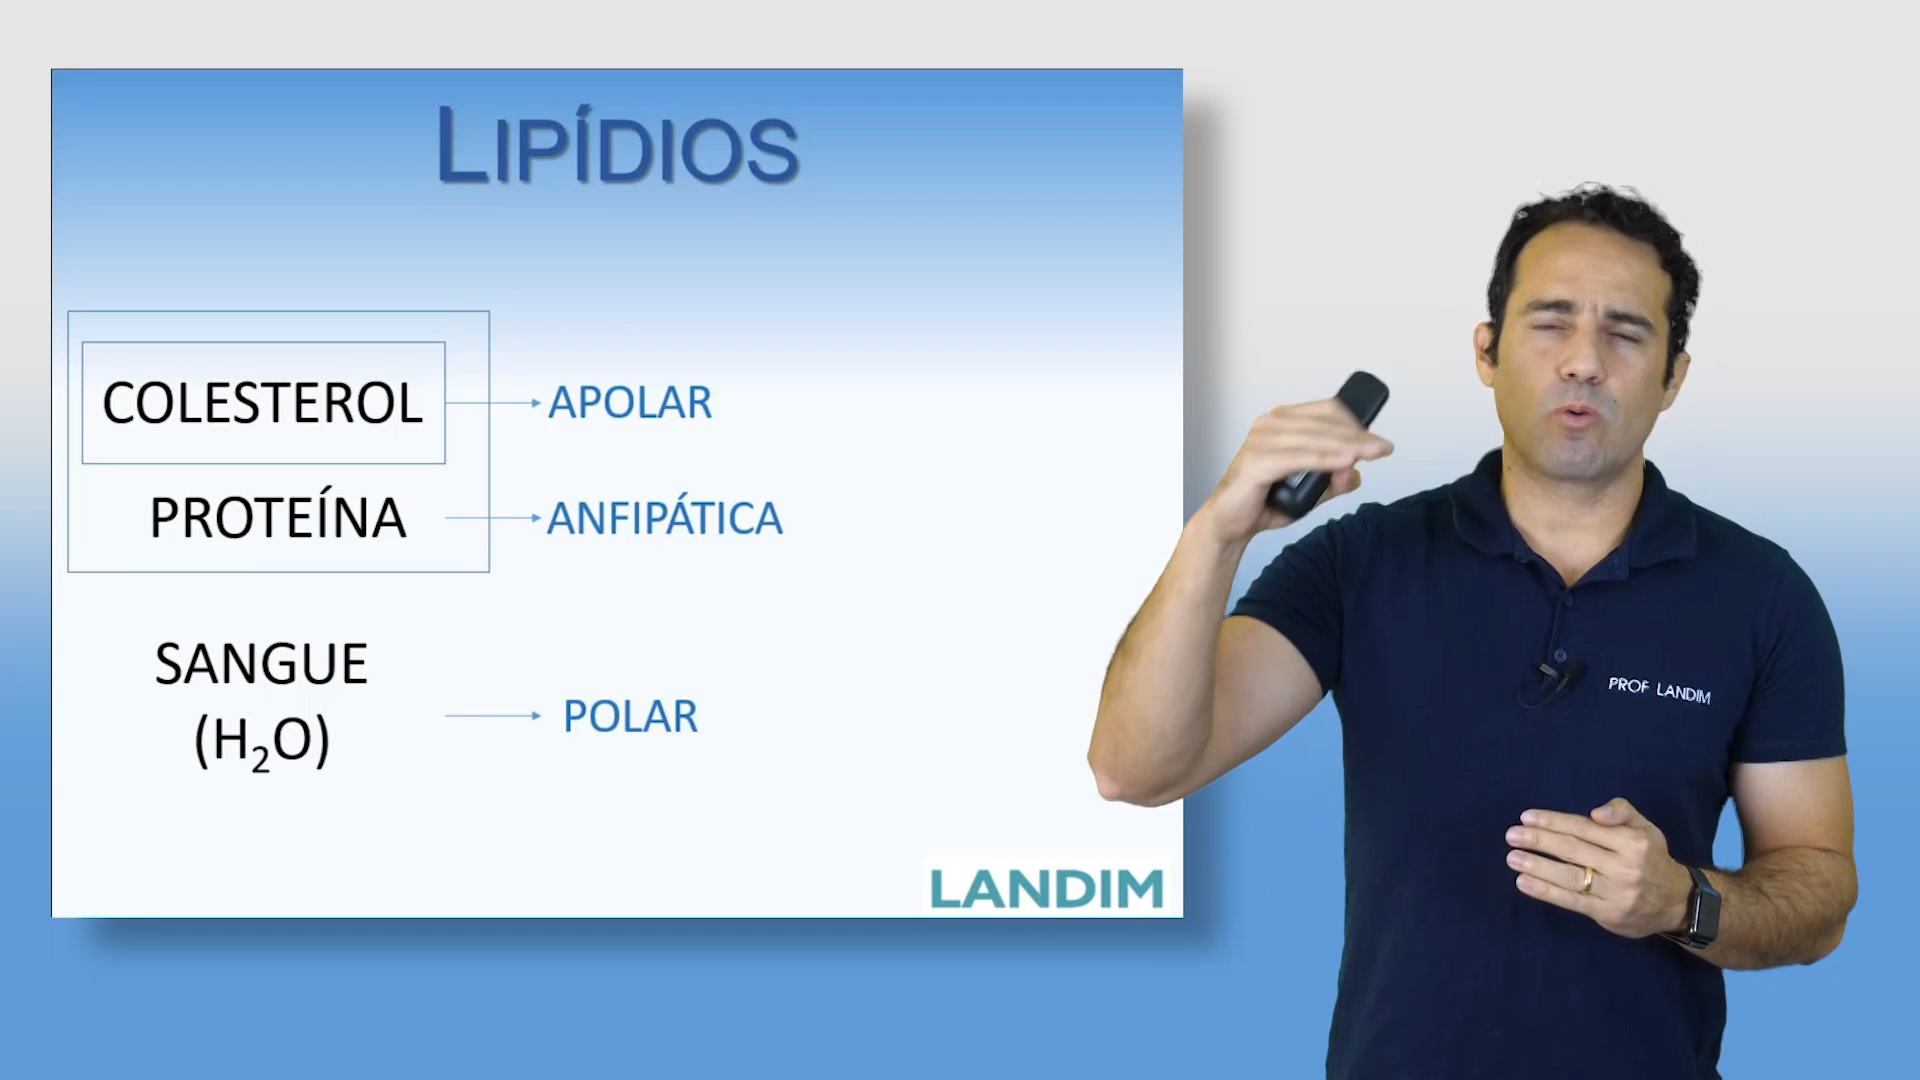 LIPÍDIOS
COLESTEROL
APOLAR
PROTEÍNA
ANFIPÁTICA
SANGUE
(H₂O)
POLAR
LANDIM
PROF LANDIM